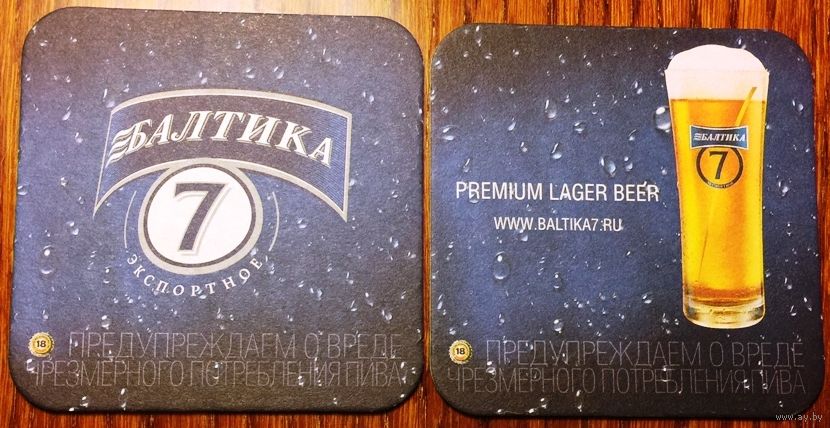 БАЛТИКА
7
ЭКСПОРТНОЕ
18 ПРЕДУПРЕЖДАЕМ О ВРЕДЕ
ЧРЕЗМЕРНОГО ПОТРЕБЛЕНИЯ ПИВА
БАЛТИКА
7
PREMIUM LAGER BEER
WWW.BALTIKA7.RU
18 ПРЕДУПРЕЖДАЕМ О ВРЕДЕ
ЧРЕЗМЕРНОГО ПОТРЕБЛЕНИЯ ПИВА
www.ay.by